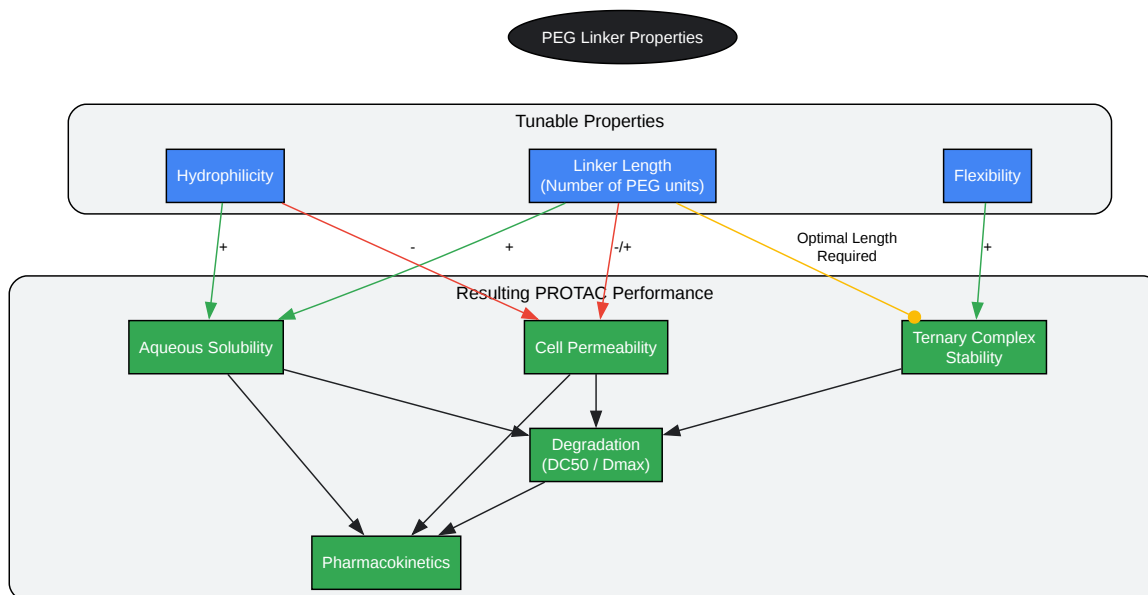 PEG Linker Properties
Tunable Properties
Hydrophilicity
Linker Length
(Number of PEG units)
Flexibility
+
-
+
-/+
Optimal Length
Required
+
Resulting PROTAC Performance
Aqueous Solubility
Cell Permeability
Ternary Complex
Stability
Degradation
(DC50 / Dmax)
Pharmacokinetics